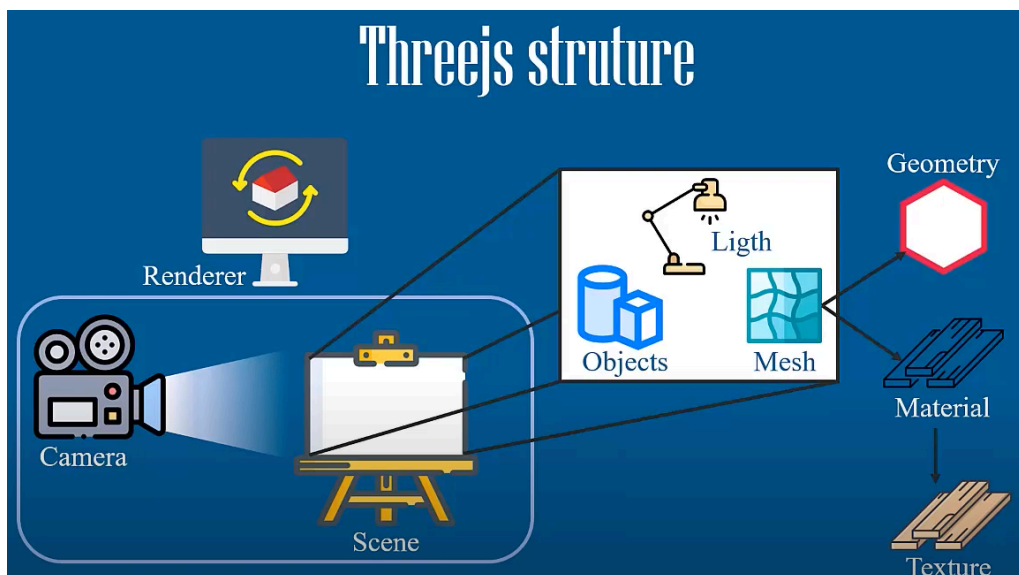 Threejs struture
Renderer
Camera
Scene
Ligth
Objects
Mesh
Geometry
Material
Texture